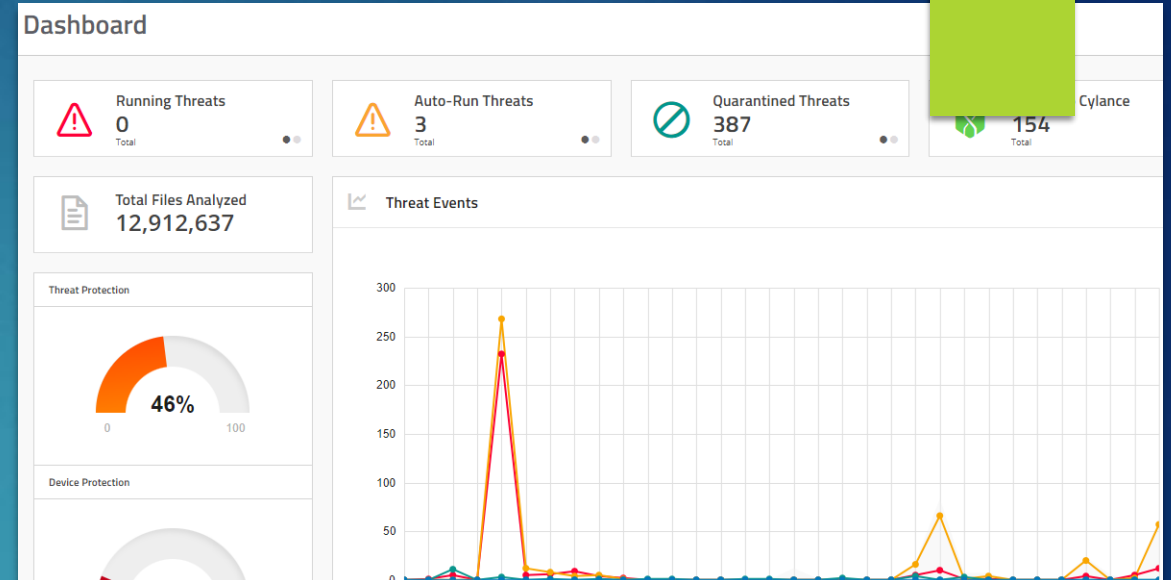 Dashboard
Running Threats
0
Total
Auto-Run Threats
3
Total
Quarantined Threats
387
Total
Cylance
154
Total
Total Files Analyzed
12,912,637
Threat Events
Threat Protection
46%
0
100
Device Protection
300
250
200
150
100
50
0